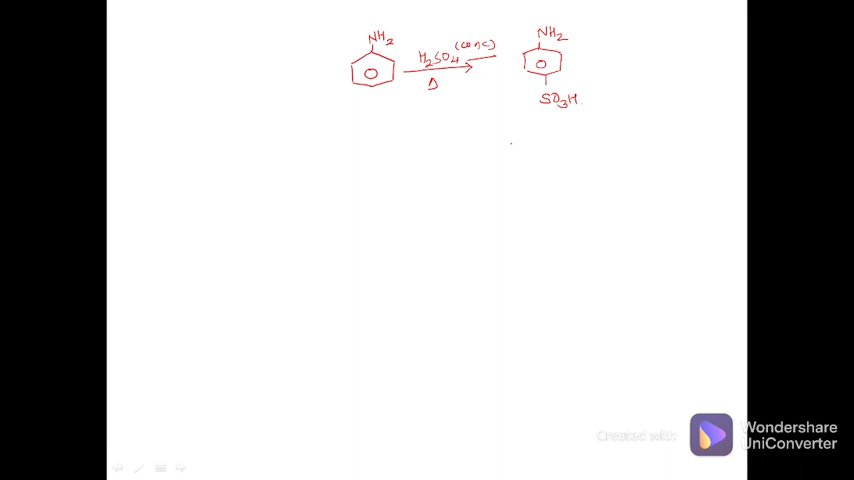 NH2
H2SO4 (conc)
Δ
NH2
SO3H
Created with
Wondershare
UniConverter